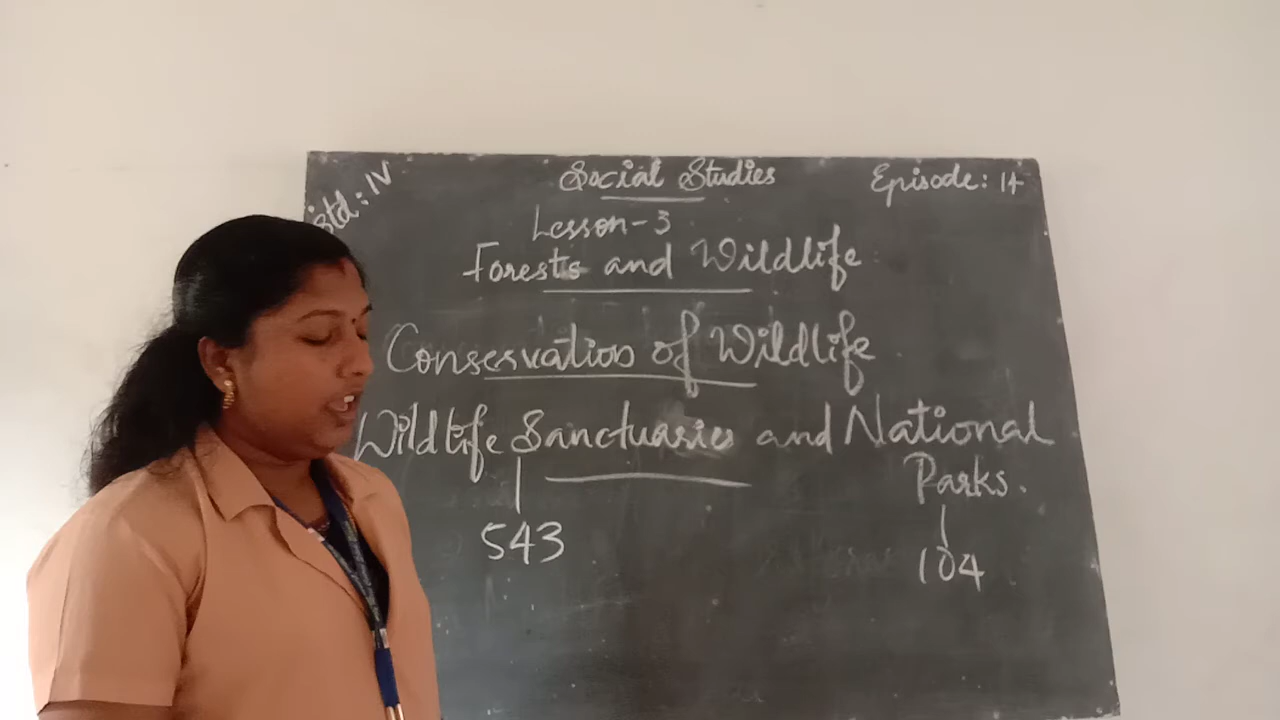 Std: IV
Social Studies
Episode: 14
Lesson-3
Forests and Wildlife
Conservation of Wildlife
Wildlife Sanctuaries and National
Parks.
543
104